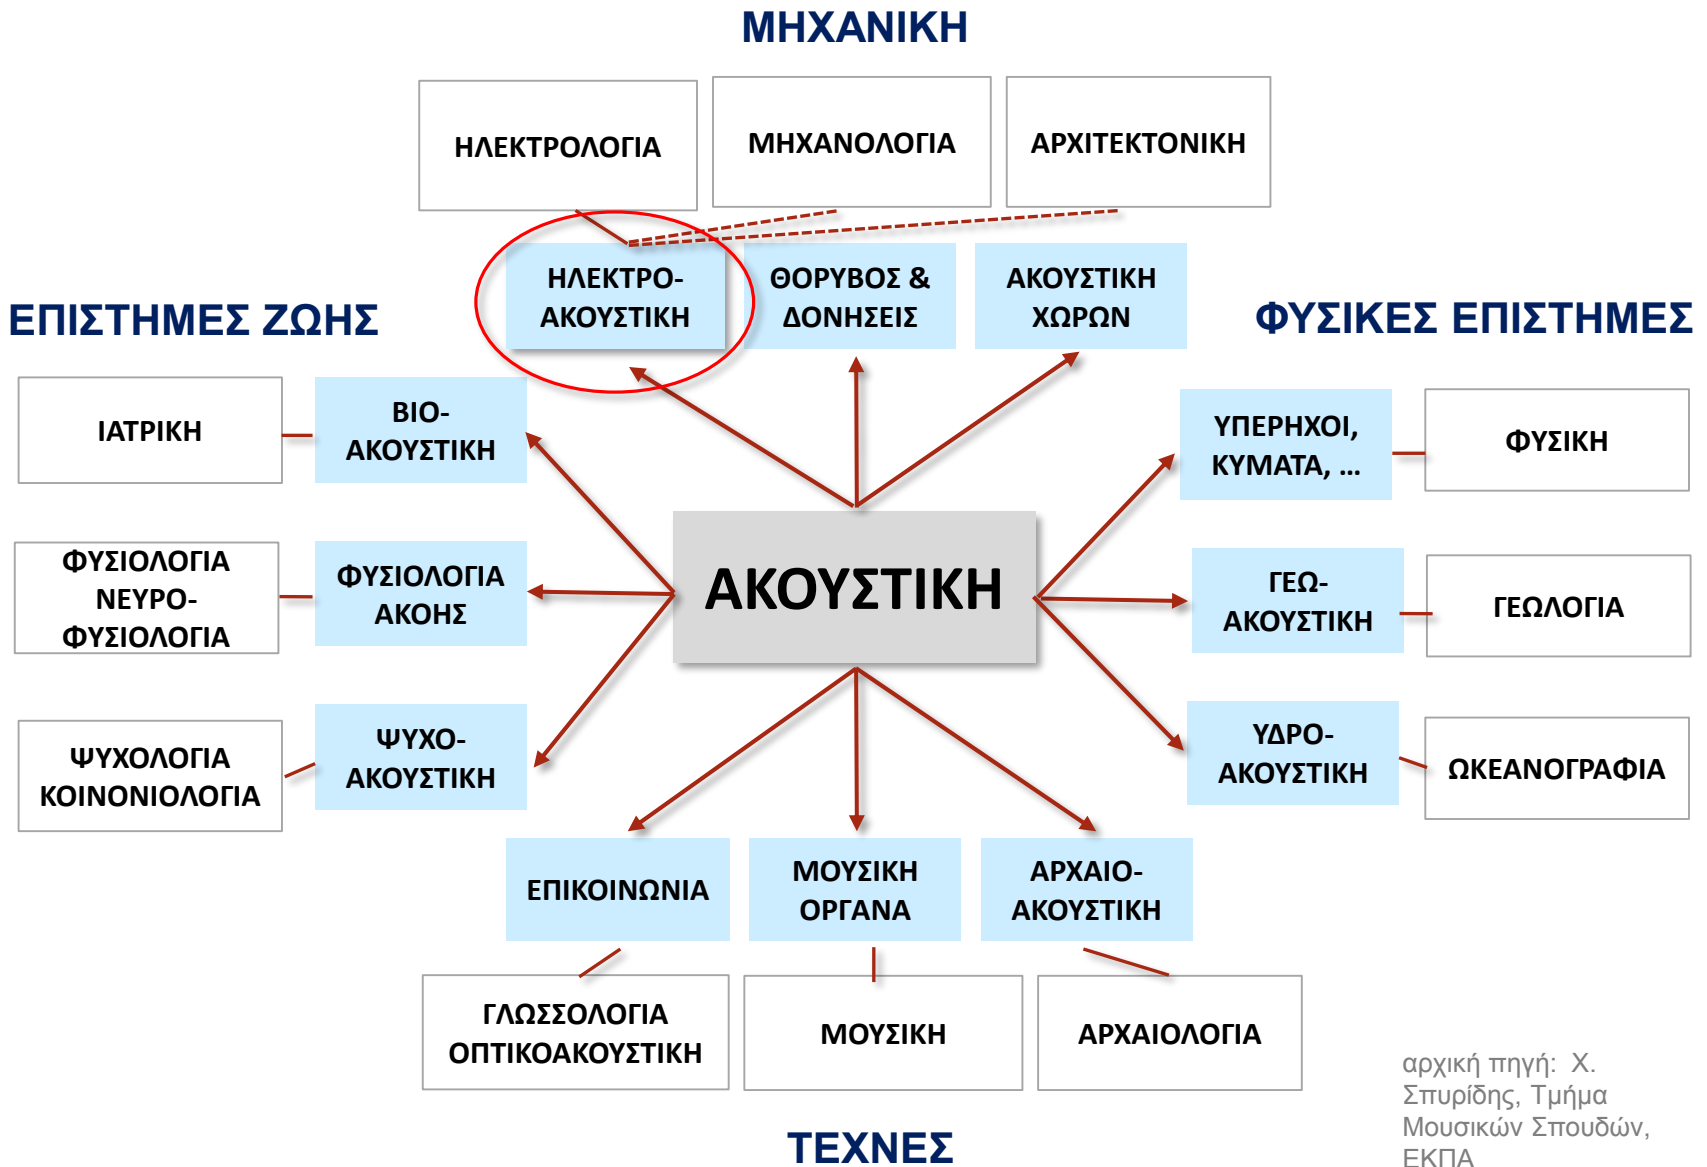 ΜΗΧΑΝΙΚΗ
ΗΛΕΚΤΡΟΛΟΓΙΑ
ΜΗΧΑΝΟΛΟΓΙΑ
ΑΡΧΙΤΕΚΤΟΝΙΚΗ
ΗΛΕΚΤΡΟ-
ΑΚΟΥΣΤΙΚΗ
ΘΟΡΥΒΟΣ &
ΔΟΝΗΣΕΙΣ
ΑΚΟΥΣΤΙΚΗ
ΧΩΡΩΝ
ΕΠΙΣΤΗΜΕΣ ΖΩΗΣ
ΦΥΣΙΚΕΣ ΕΠΙΣΤΗΜΕΣ
ΙΑΤΡΙΚΗ
ΒΙΟ-
ΑΚΟΥΣΤΙΚΗ
ΥΠΕΡΗΧΟΙ,
ΚΥΜΑΤΑ, ...
ΦΥΣΙΚΗ
ΦΥΣΙΟΛΟΓΙΑ
ΝΕΥΡΟ-
ΦΥΣΙΟΛΟΓΙΑ
ΦΥΣΙΟΛΟΓΙΑ
ΑΚΟΗΣ
ΑΚΟΥΣΤΙΚΗ
ΓΕΩ-
ΑΚΟΥΣΤΙΚΗ
ΓΕΩΛΟΓΙΑ
ΨΥΧΟΛΟΓΙΑ
ΚΟΙΝΟΝΙΟΛΟΓΙΑ
ΨΥΧΟ-
ΑΚΟΥΣΤΙΚΗ
ΥΔΡΟ-
ΑΚΟΥΣΤΙΚΗ
ΩΚΕΑΝΟΓΡΑΦΙΑ
ΕΠΙΚΟΙΝΩΝΙΑ
ΜΟΥΣΙΚΗ
ΟΡΓΑΝΑ
ΑΡΧΑΙΟ-
ΑΚΟΥΣΤΙΚΗ
ΓΛΩΣΣΟΛΟΓΙΑ
ΟΠΤΙΚΟΑΚΟΥΣΤΙΚΗ
ΜΟΥΣΙΚΗ
ΑΡΧΑΙΟΛΟΓΙΑ
ΤΕΧΝΕΣ
αρχική πηγή: Χ.
Σπυρίδης, Τμήμα
Μουσικών Σπουδών,
ΕΚΠΑ